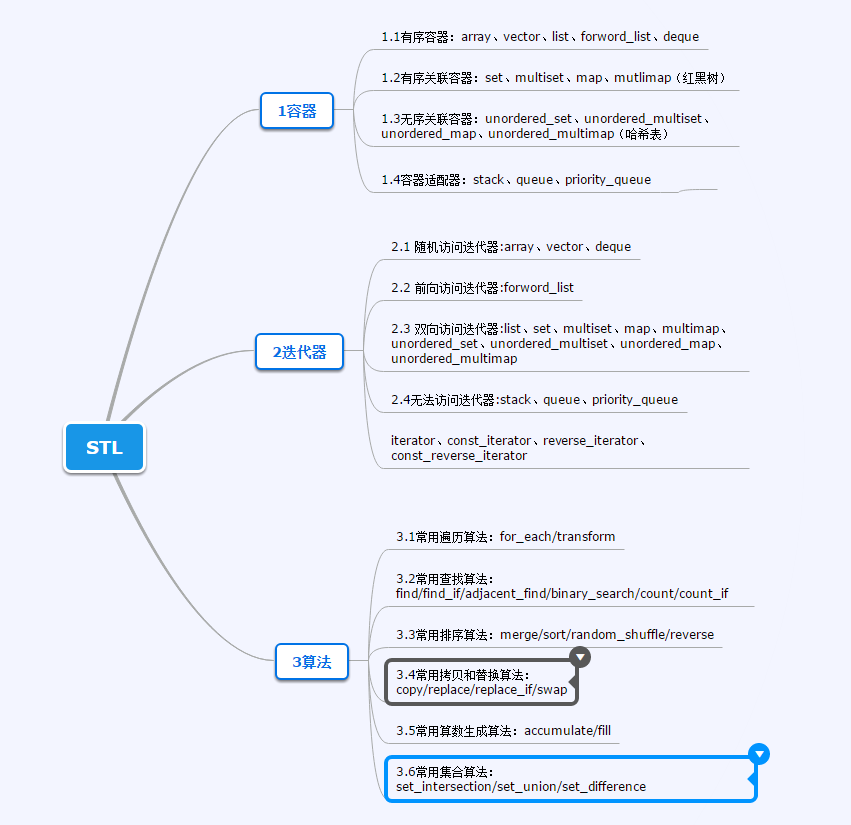 STL
1容器
1.1有序容器：array、vector、list、forword_list、deque
1.2有序关联容器：set、multiset、map、mutlimap（红黑树）
1.3无序关联容器：unordered_set、unordered_multiset、
unordered_map、unordered_multimap（哈希表）
1.4容器适配器：stack、queue、priority_queue
2迭代器
2.1 随机访问迭代器:array、vector、deque
2.2 前向访问迭代器:forword_list
2.3 双向访问迭代器:list、set、multiset、map、multimap、
unordered_set、unordered_multiset、unordered_map、
unordered_multimap
2.4无法访问迭代器:stack、queue、priority_queue
iterator、const_iterator、reverse_iterator、
const_reverse_iterator
3算法
3.1常用遍历算法：for_each/transform
3.2常用查找算法：
find/find_if/adjacent_find/binary_search/count/count_if
3.3常用排序算法：merge/sort/random_shuffle/reverse
3.4常用拷贝和替换算法：
copy/replace/replace_if/swap
3.5常用算数生成算法：accumulate/fill
3.6常用集合算法：
set_intersection/set_union/set_difference